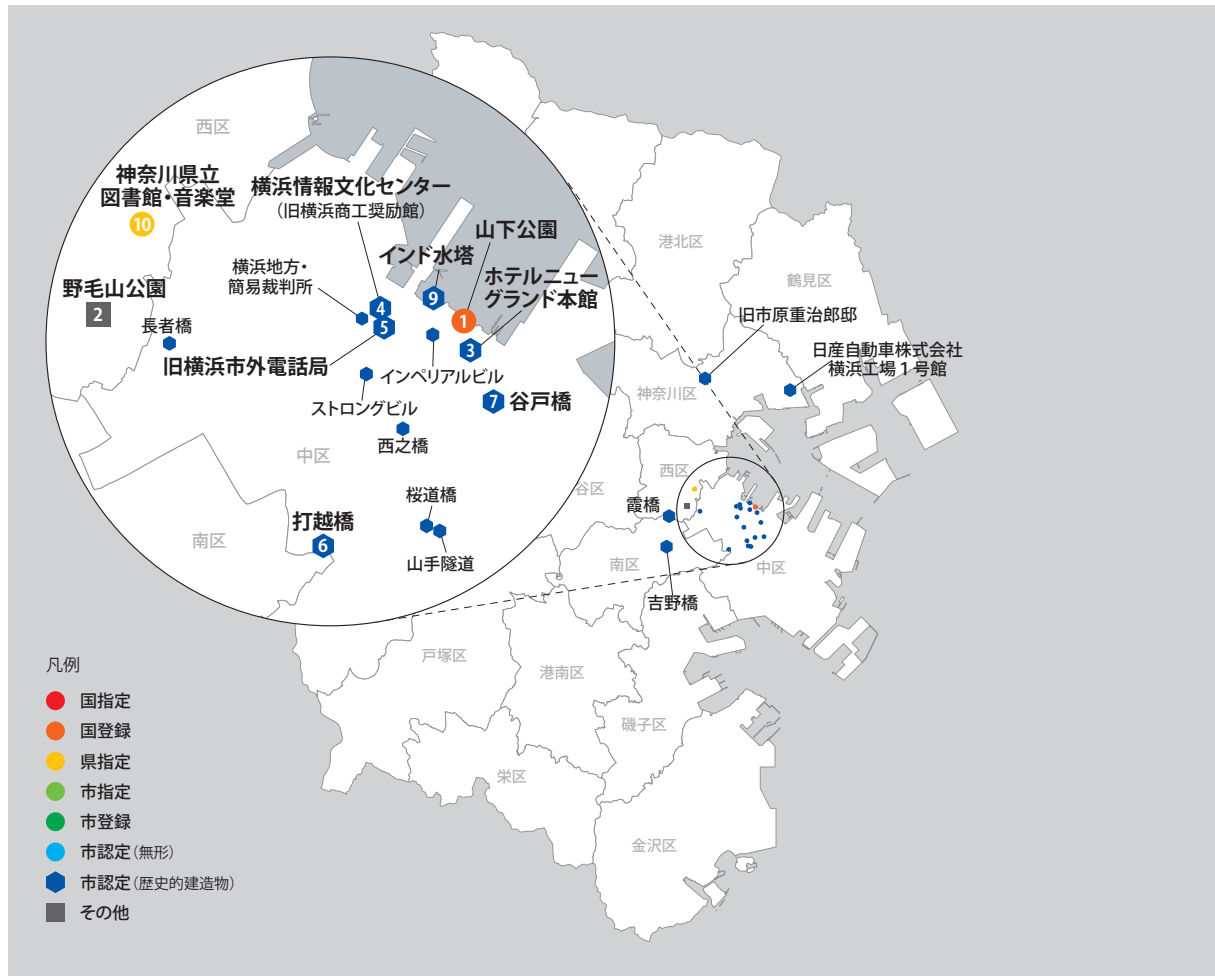 西区
神奈川県立
図書館・音楽堂
10
野毛山公園
2
長者橋
横浜情報文化センター
（旧横浜商工奨励館）
横浜地方・
簡易裁判所
4
5
旧横浜市外電話局
インド水塔
9
山下公園
1
ホテルニュー
グランド本館
3
インペリアルビル
ストロングビル
7
谷戸橋
西之橋
中区
桜道橋
山手隧道
打越橋
6
南区
港北区
鶴見区
旧市原重治郎邸
日産自動車株式会社
横浜工場１号館
神奈川区
西区
谷区
霞橋
南区
中区
吉野橋
戸塚区
港南区
磯子区
栄区
金沢区
凡例
国指定
国登録
県指定
市指定
市登録
市認定（無形）
市認定（歴史的建造物）
その他